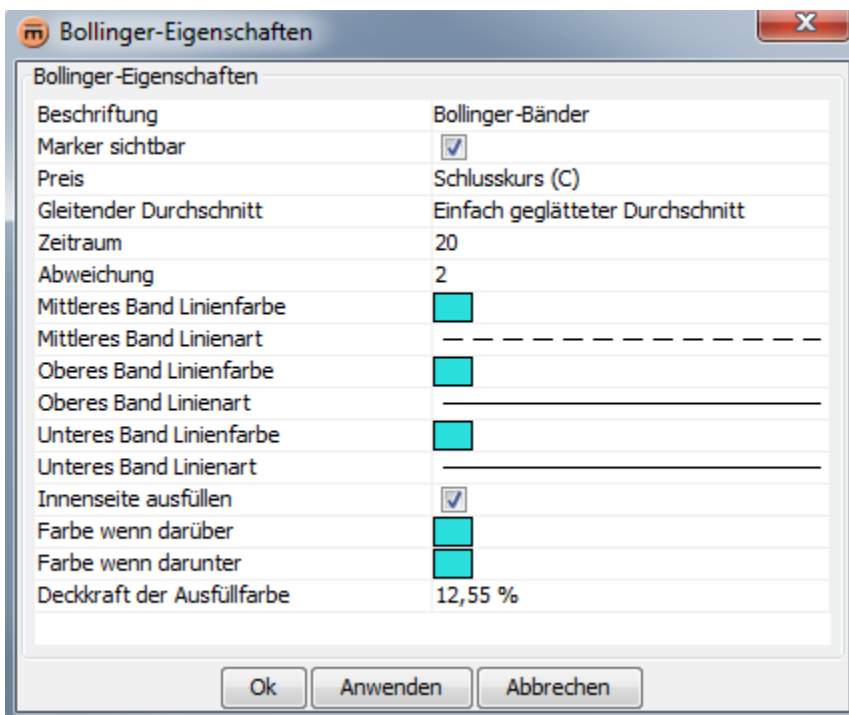 Bollinger-Eigenschaften
Bollinger-Eigenschaften
Beschriftung Bollinger-Bänder
Marker sichtbar
Preis Schlusskurs (C)
Gleitender Durchschnitt Einfach geglätteter Durchschnitt
Zeitraum 20
Abweichung 2
Mittleres Band Linienfarbe
Mittleres Band Linienart
Oberes Band Linienfarbe
Oberes Band Linienart
Unteres Band Linienfarbe
Unteres Band Linienart
Innenseite ausfüllen
Farbe wenn darüber
Farbe wenn darunter
Deckkraft der Ausfüllfarbe 12,55 %
Ok Anwenden Abbrechen